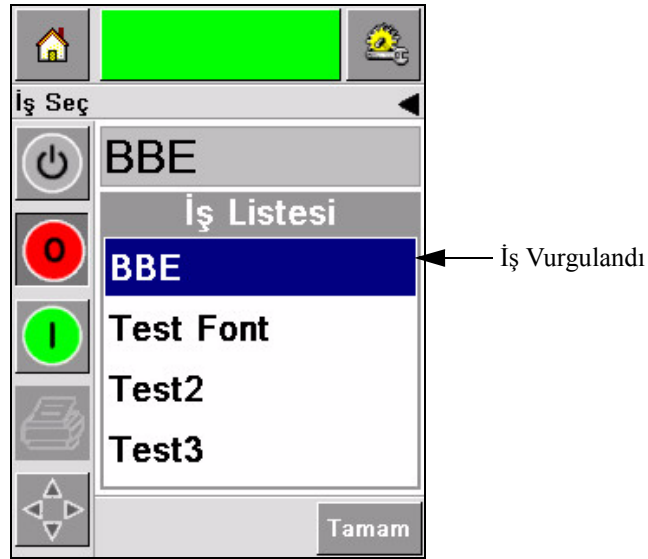 İş Seç
BBE
İş Listesi
BBE
İş Vurgulandı
Test Font
Test2
Test3
Tamam